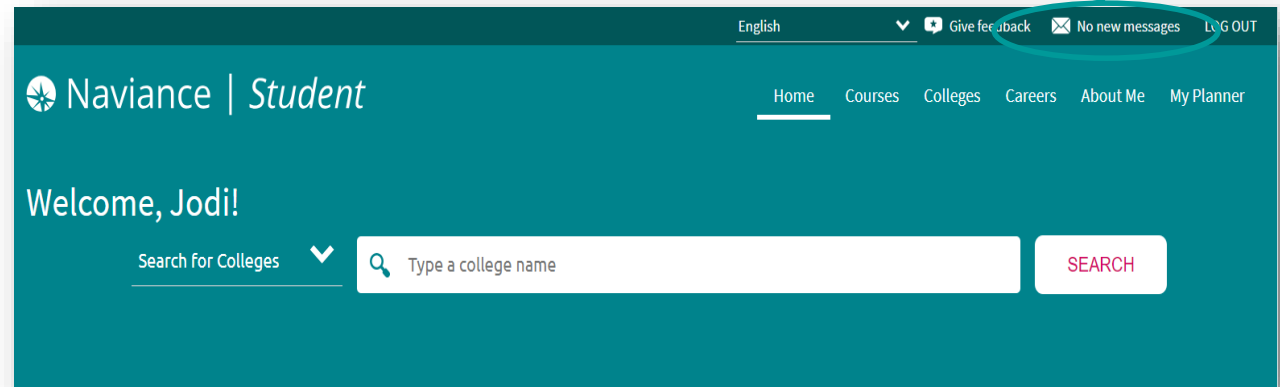 English Give feedback No new messages LOG OUT
Naviance | Student
Home Courses Colleges Careers About Me My Planner
Welcome, Jodi!
Search for Colleges Type a college name SEARCH